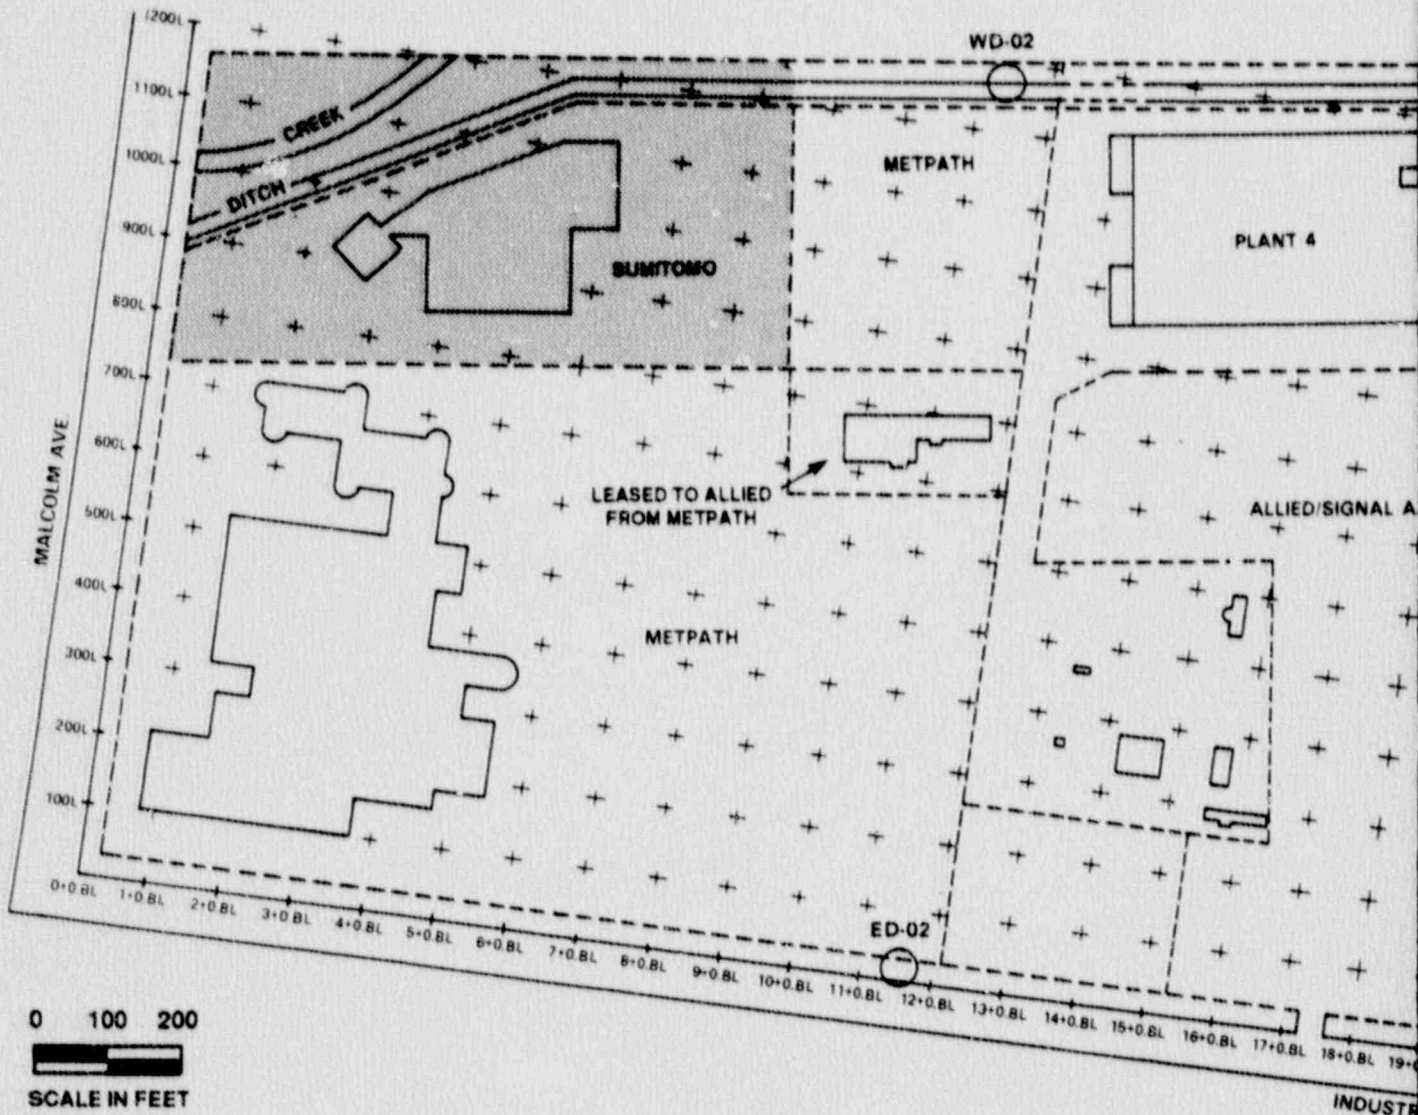 1200L
WD-02
1100L
CREEK
1000L
METPATH
DITCH
900L
PLANT 4
SUMITOMO
800L
700L
MALCOLM AVE.
600L
LEASED TO ALLIED
FROM METPATH
500L
ALLIED/SIGNAL A
400L
METPATH
300L
200L
100L
0+0.BL
1+0.BL
2+0.BL
3+0.BL
4+0.BL
5+0.BL
6+0.BL
7+0.BL
8+0.BL
9+0.BL
10+0.BL
11+0.BL
12+0.BL
13+0.BL
14+0.BL
15+0.BL
16+0.BL
17+0.BL
18+0.BL
ED-02
0 100 200
SCALE IN FEET